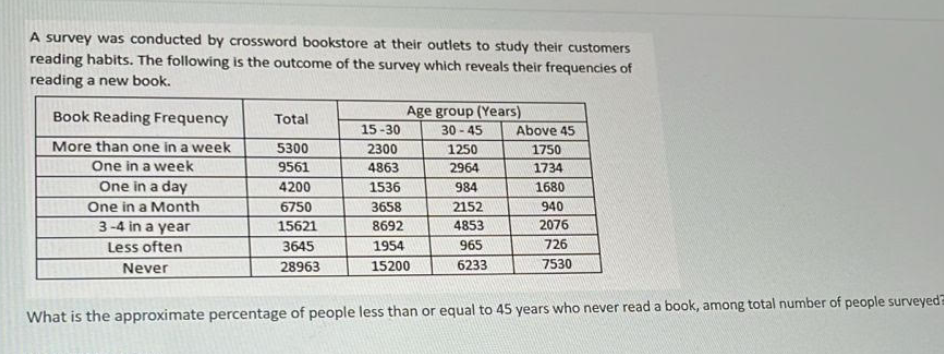 A survey was conducted by crossword bookstore at their outlets to study their customers
reading habits. The following is the outcome of the survey which reveals their frequencies of
reading a new book.
Book Reading Frequency Total Age group (Years)
15-30 30-45 Above 45
More than one in a week 5300 2300 1250 1750
One in a week 9561 4863 2964 1734
One in a day 4200 1536 984 1680
One in a Month 6750 3658 2152 940
3-4 in a year 15621 8692 4853 2076
Less often 3645 1954 965 726
Never 28963 15200 6233 7530
What is the approximate percentage of people less than or equal to 45 years who never read a book, among total number of people surveyed?